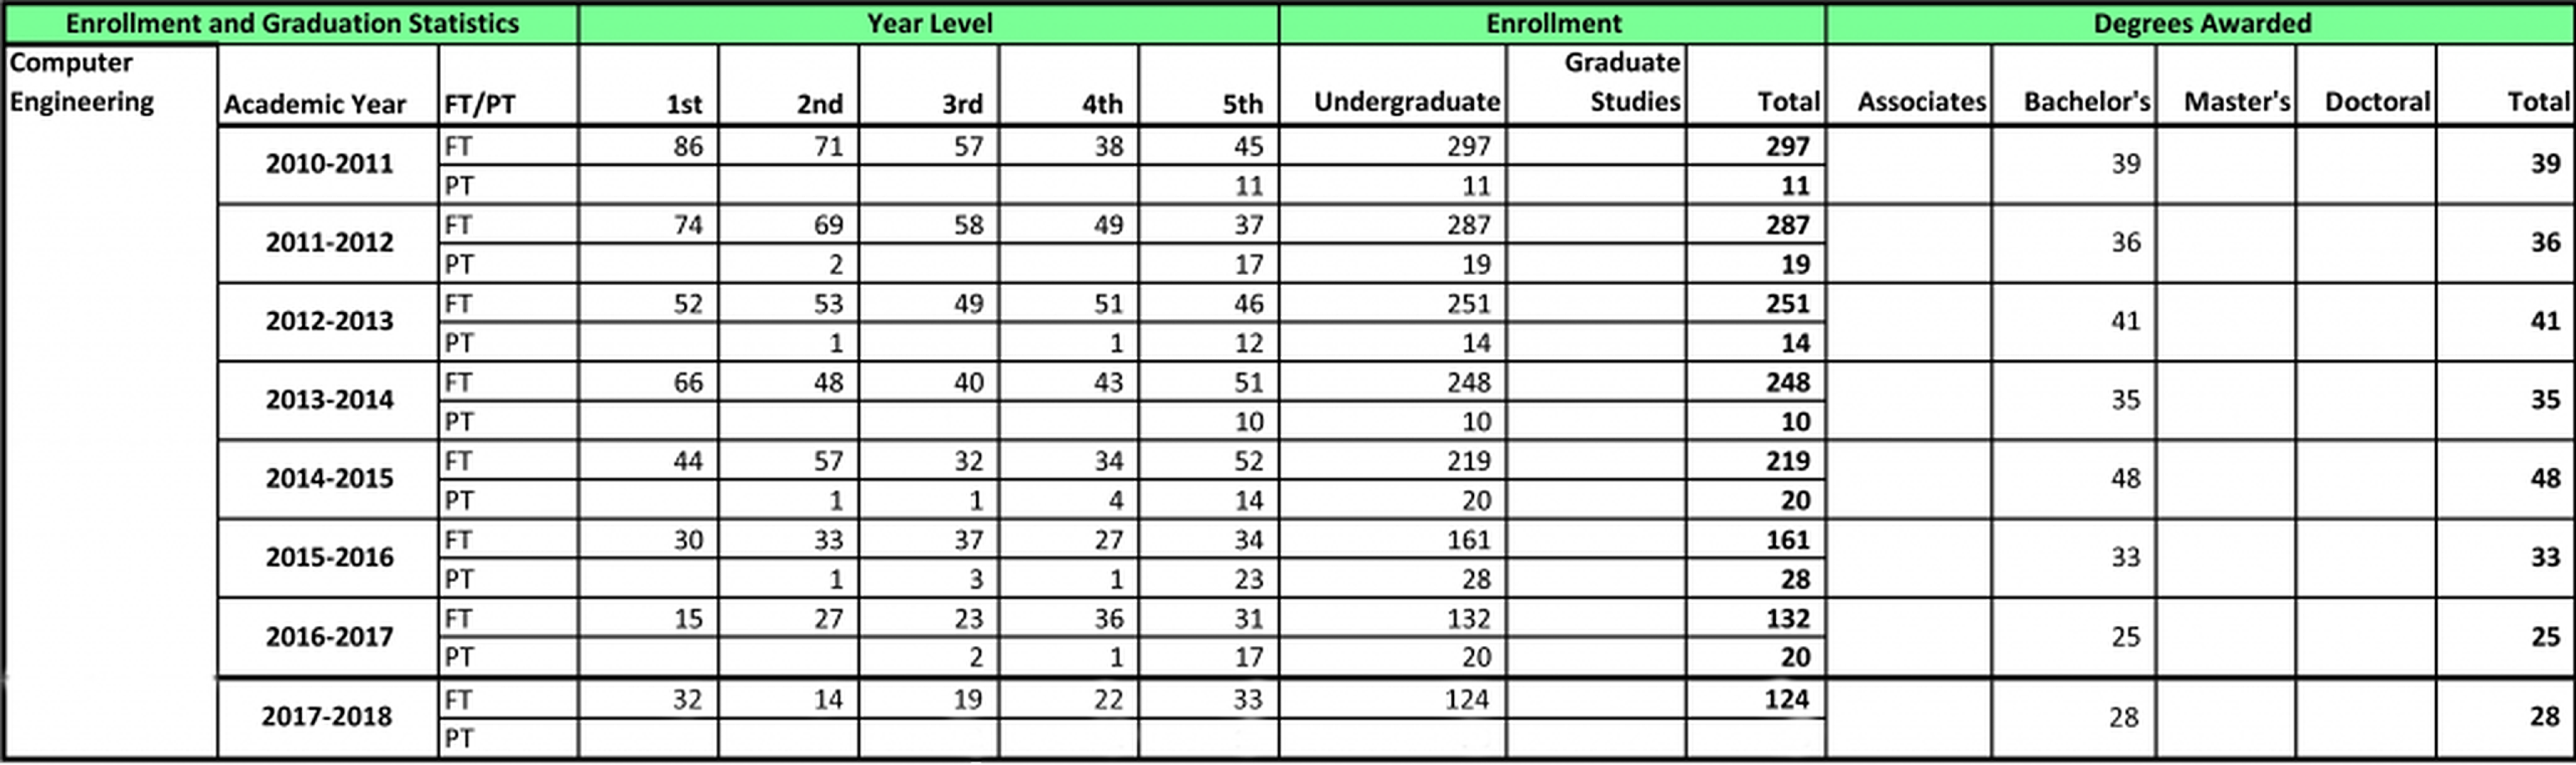 Enrollment and Graduation Statistics Year Level Enrollment Degrees Awarded
Computer Engineering Academic Year FT/PT 1st 2nd 3rd 4th 5th Undergraduate Graduate Studies Total Associates Bachelor's Master's Doctoral Total
2010-2011 FT 86 71 57 38 45 297 297 39 39
PT 11 11 11
2011-2012 FT 74 69 58 49 37 287 287 36 36
PT 2 17 19 19
2012-2013 FT 52 53 49 51 46 251 251 41 41
PT 1 1 12 14 14
2013-2014 FT 66 48 40 43 51 248 248 35 35
PT 10 10 10
2014-2015 FT 44 57 32 34 52 219 219 48 48
PT 1 1 4 14 20 20
2015-2016 FT 30 33 37 27 34 161 161 33 33
PT 1 3 1 23 28 28
2016-2017 FT 15 27 23 36 31 132 132 25 25
PT 2 1 17 20 20
2017-2018 FT 32 14 19 22 33 124 124 28 28
PT